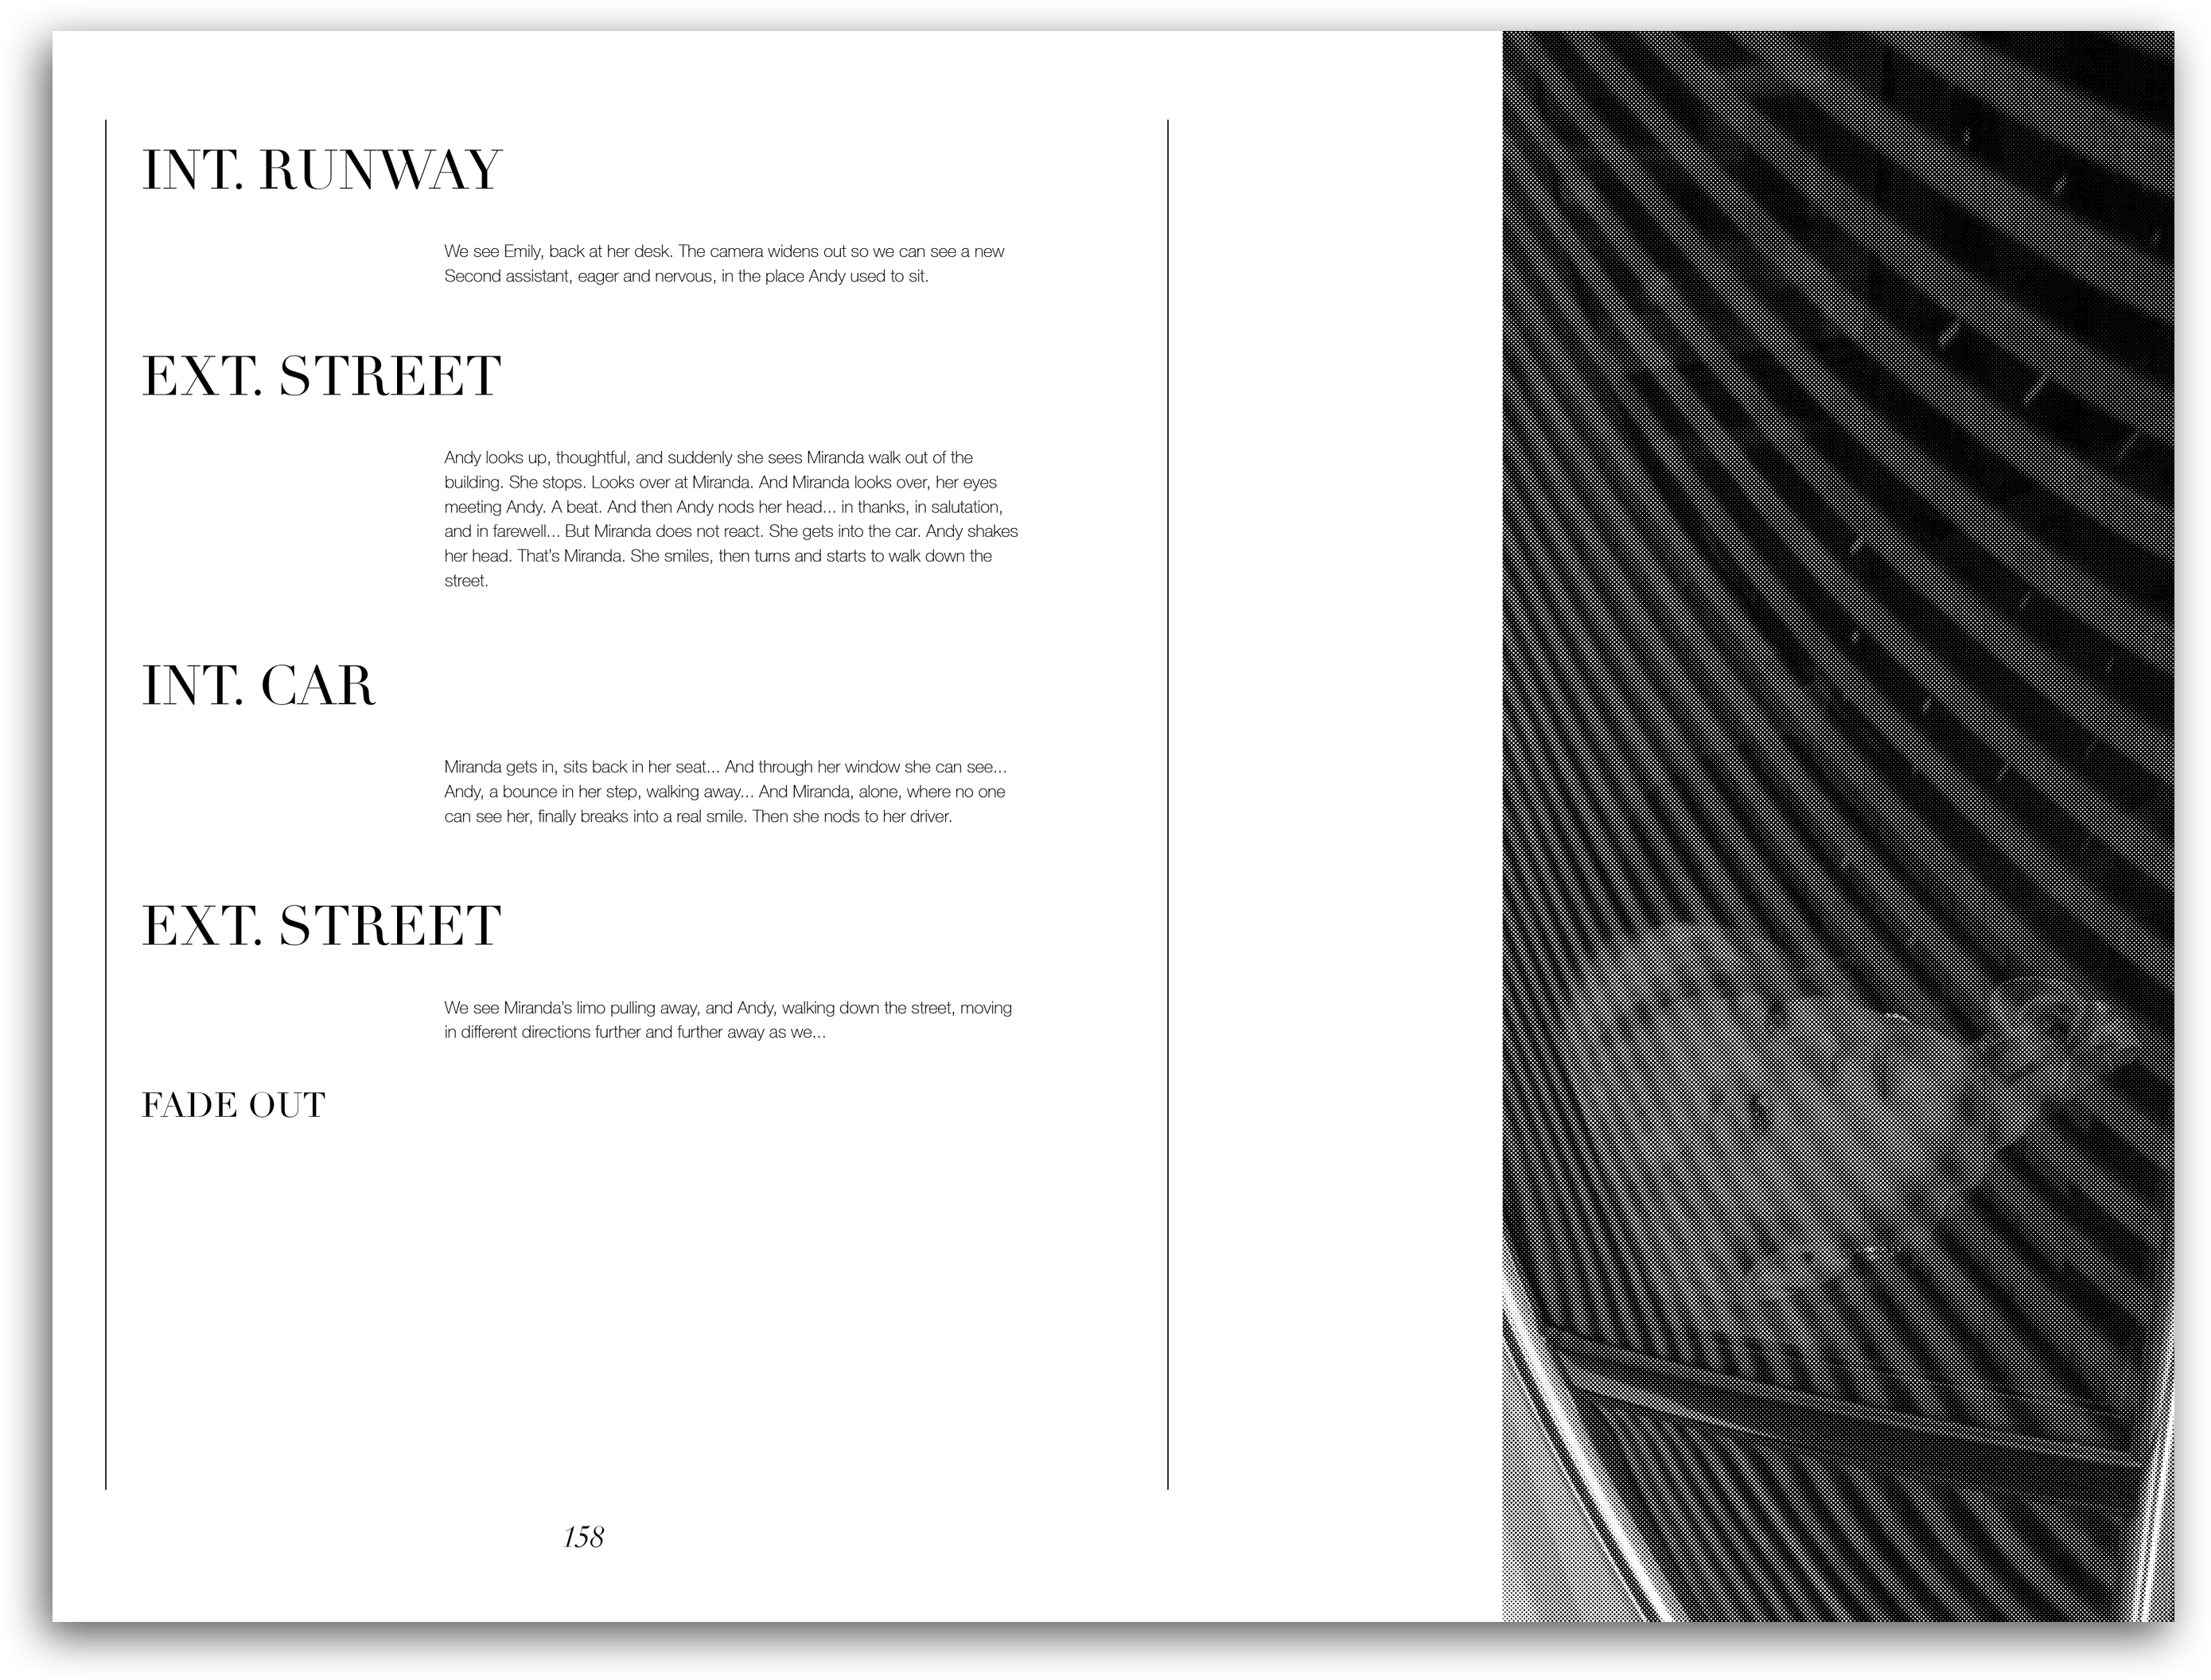 INT. RUNWAY
We see Emily, back at her desk. The camera widens out so we can see a new
Second assistant, eager and nervous, in the place Andy used to sit.
EXT. STREET
Andy looks up, thoughtful, and suddenly she sees Miranda walk out of the
building. She stops. Looks over at Miranda. And Miranda looks over, her eyes
meeting Andy. A beat. And then Andy nods her head... in thanks, in salutation,
and in farewell... But Miranda does not react. She gets into the car. Andy shakes
her head. That’s Miranda. She smiles, then turns and starts to walk down the
street.
INT. CAR
Miranda gets in, sits back in her seat... And through her window she can see...
Andy, a bounce in her step, walking away... And Miranda, alone, where no one
can see her, finally breaks into a real smile. Then she nods to her driver.
EXT. STREET
We see Miranda’s limo pulling away, and Andy, walking down the street, moving
in different directions further and further away as we...
FADE OUT
158